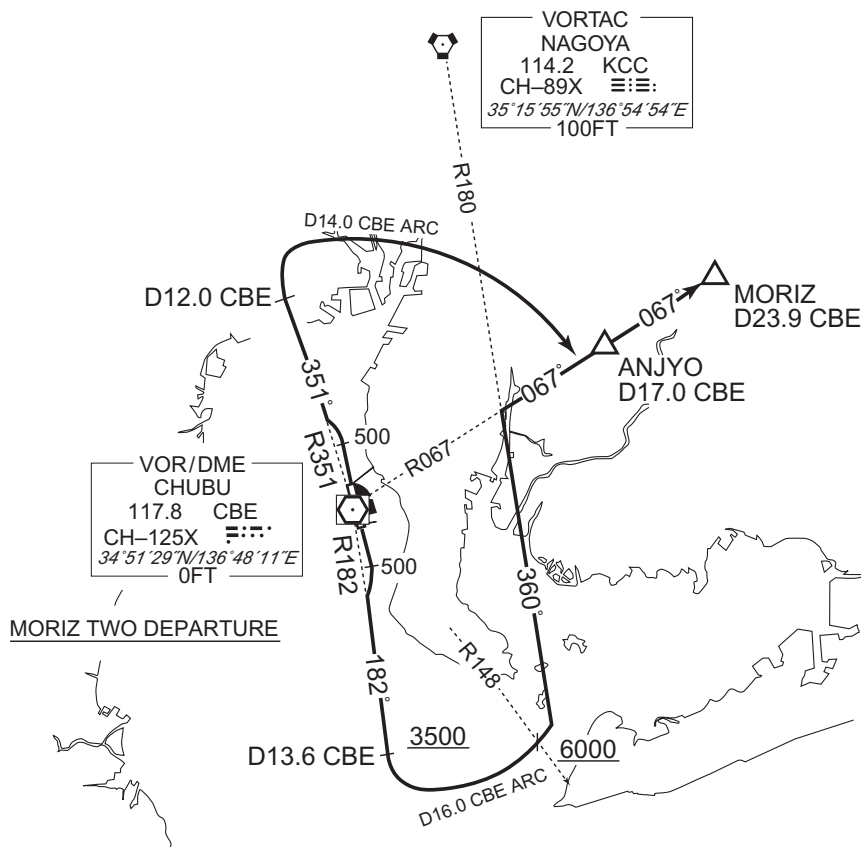 VORTAC
NAGOYA
114.2 KCC
CH–89X
35°15′55″N/136°54′54″E
100FT
R180
D14.0 CBE ARC
D12.0 CBE
067°
MORIZ
D23.9 CBE
ANJYO
D17.0 CBE
067°
351°
R351
500
R067
VOR/DME
CHUBU
117.8 CBE
CH–125X
34°51′29″N/136°48′11″E
0FT
R182
500
360°
MORIZ TWO DEPARTURE
R148
182°
3500
6000
D13.6 CBE
D16.0 CBE ARC